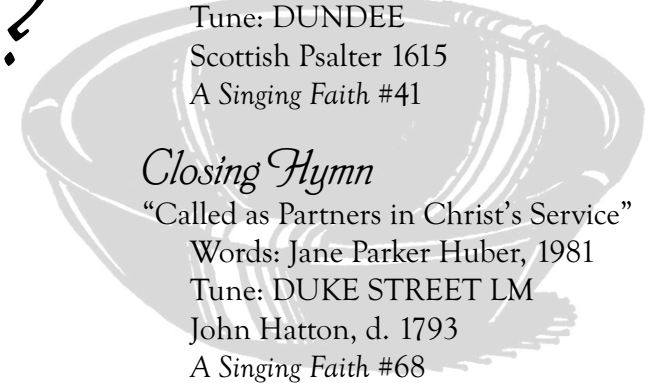 Tune: DUNDEE
Scottish Psalter 1615
A Singing Faith #41
Closing Hymn
“Called as Partners in Christ’s Service”
Words: Jane Parker Huber, 1981
Tune: DUKE STREET LM
John Hatton, d. 1793
A Singing Faith #68